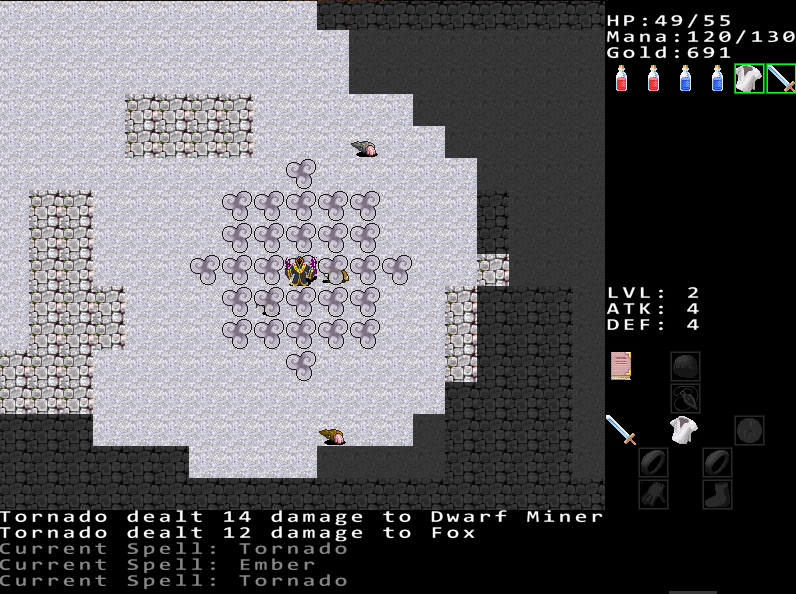 HP:49/55
Mana:120/130
Gold:691
LVL: 2
ATK: 4
DEF: 4
Tornado dealt 14 damage to Dwarf Miner
Tornado dealt 12 damage to Fox
Current Spell: Tornado
Current Spell: Ember
Current Spell: Tornado